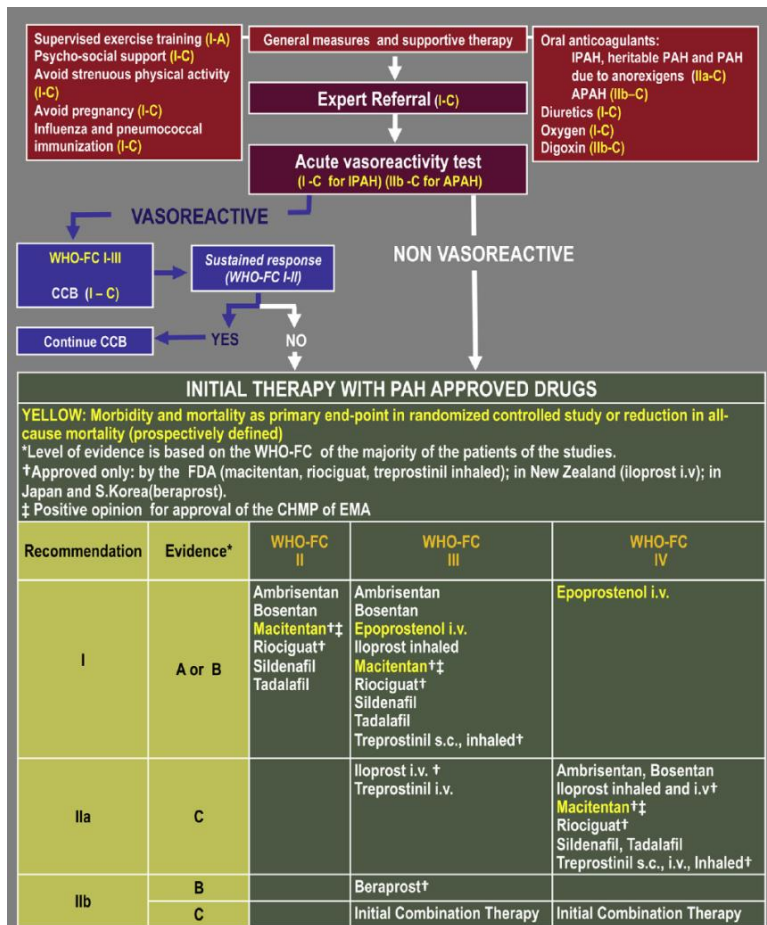 Supervised exercise training (I-A)
Psycho-social support (I-C)
Avoid strenuous physical activity
(I-C)
Avoid pregnancy (I-C)
Influenza and pneumococcal
immunization (I-C)
General measures and supportive therapy
Oral anticoagulants:
IPAH, heritable PAH and PAH
due to anorexigens (IIa-C)
APAH (IIb–C)
Diuretics (I-C)
Oxygen (I-C)
Digoxin (IIb-C)
Expert Referral (I-C)
Acute vasoreactivity test
(I -C for IPAH) (IIb -C for APAH)
VASOREACTIVE
NON VASOREACTIVE
WHO-FC I-III
CCB (I – C)
Sustained response
(WHO-FC I-II)
Continue CCB
YES
NO
INITIAL THERAPY WITH PAH APPROVED DRUGS
YELLOW: Morbidity and mortality as primary end-point in randomized controlled study or reduction in all-
cause mortality (prospectively defined)
*Level of evidence is based on the WHO-FC of the majority of the patients of the studies.
†Approved only: by the FDA (macitentan, riociguat, treprostinil inhaled); in New Zealand (iloprost i.v); in
Japan and S.Korea(beraprost).
‡ Positive opinion for approval of the CHMP of EMA
Recommendation
Evidence*
WHO-FC
II
WHO-FC
III
WHO-FC
IV
I
A or B
Ambrisentan
Bosentan
Macitentan†‡
Riociguat†
Sildenafil
Tadalafil
Ambrisentan
Bosentan
Epoprostenol i.v.
Iloprost inhaled
Macitentan†‡
Riociguat†
Sildenafil
Tadalafil
Treprostinil s.c., inhaled†
Epoprostenol i.v.
IIa
C
Iloprost i.v. †
Treprostinil i.v.
Ambrisentan, Bosentan
Iloprost inhaled and i.v†
Macitentan†‡
Riociguat†
Sildenafil, Tadalafil
Treprostinil s.c., i.v., Inhaled†
IIb
B
Beraprost†
C
Initial Combination Therapy
Initial Combination Therapy